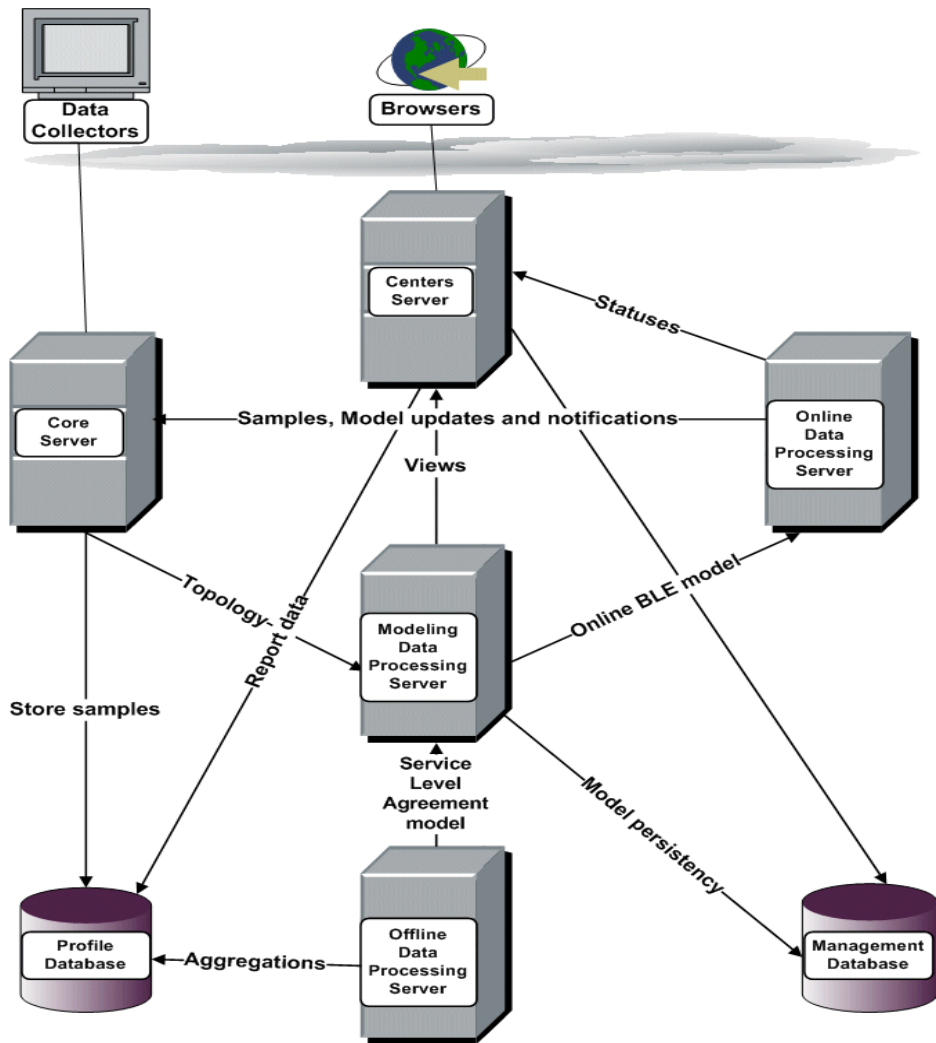 Data
Collectors
Browsers
Centers
Server
Statuses
Core
Server
Samples, Model updates and notifications
Online
Data
Processing
Server
Views
Topology
Report data
Online BLE model
Modeling
Data
Processing
Server
Store samples
Service
Level
Agreement
model
Model persistency
Profile
Database
Aggregations
Offline
Data
Processing
Server
Management
Database